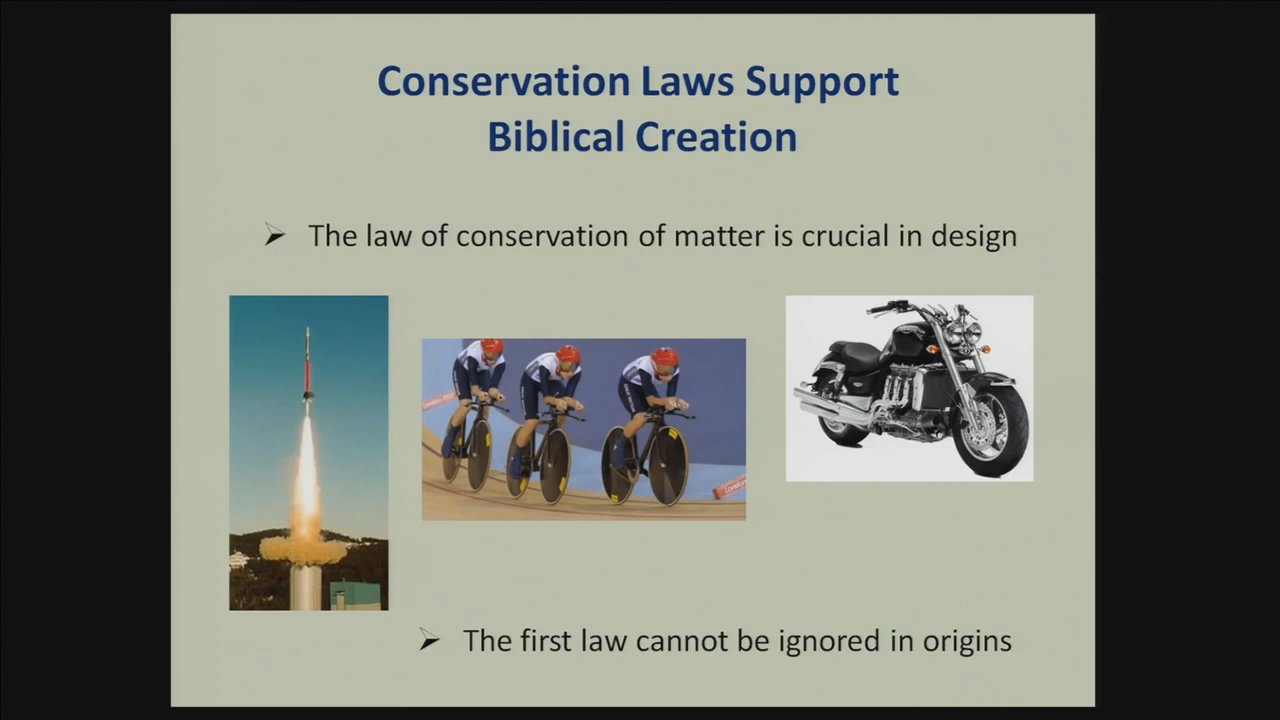 Conservation Laws Support
Biblical Creation
➢ The law of conservation of matter is crucial in design
➢ The first law cannot be ignored in origins